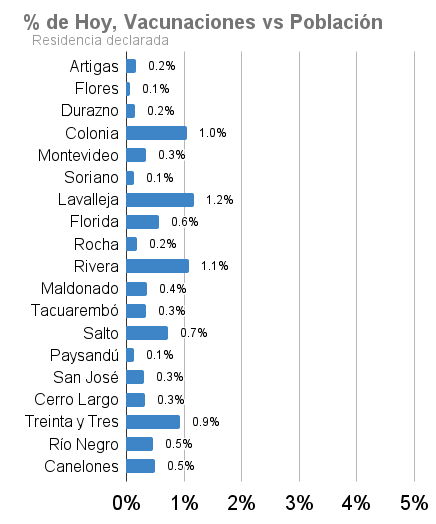 % de Hoy, Vacunaciones vs Población
Residencia declarada
Artigas 0.2%
Flores 0.1%
Durazno 0.2%
Colonia 1.0%
Montevideo 0.3%
Soriano 0.1%
Lavalleja 1.2%
Florida 0.6%
Rocha 0.2%
Rivera 1.1%
Maldonado 0.4%
Tacuarembó 0.3%
Salto 0.7%
Paysandú 0.1%
San José 0.3%
Cerro Largo 0.3%
Treinta y Tres 0.9%
Río Negro 0.5%
Canelones 0.5%
0% 1% 2% 3% 4% 5%